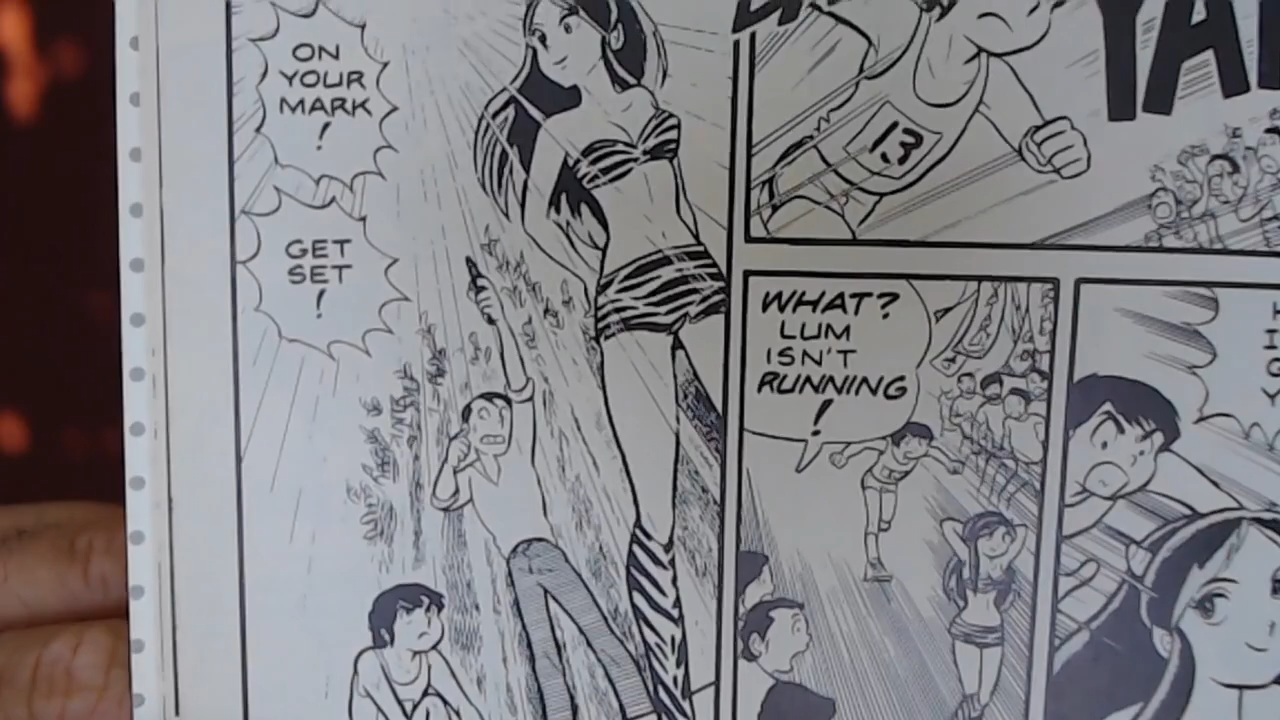 ON
YOUR
MARK
!
GET
SET
!
13
WHAT?
LUM
ISN'T
RUNNING
!